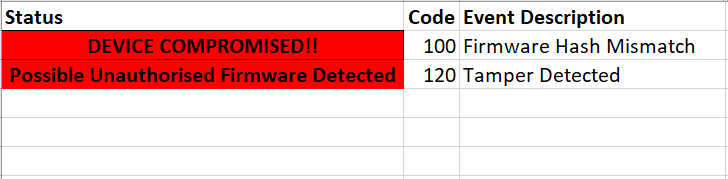 Status Code Event Description
DEVICE COMPROMISED!! 100 Firmware Hash Mismatch
Possible Unauthorised Firmware Detected 120 Tamper Detected